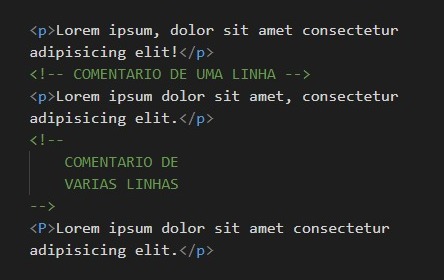 <p>Lorem ipsum, dolor sit amet consectetur
adipisicing elit!</p>
<!-- COMENTARIO DE UMA LINHA -->
<p>Lorem ipsum dolor sit amet, consectetur
adipisicing elit.</p>
<!--
COMENTARIO DE
VARIAS LINHAS
-->
<P>Lorem ipsum dolor sit amet consectetur
adipisicing elit.</p>